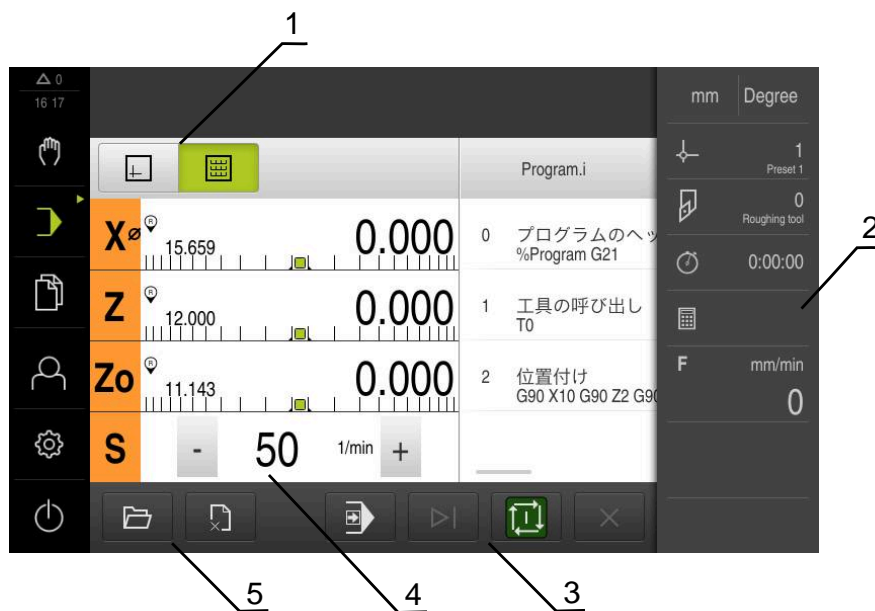 1
0
16 17
mm Degree
Program.i
1
Preset 1
X⌀ R 15.659 0.000
0 プログラムのヘッ
%Program G21
0
Roughing tool
2
0:00:00
Z R 12.000 0.000
1 工具の呼び出し
T0
Zo R 11.143 0.000
2 位置付け
G90 X10 G90 Z2 G90
F mm/min
0
S - 50 1/min +
I
5
4
3